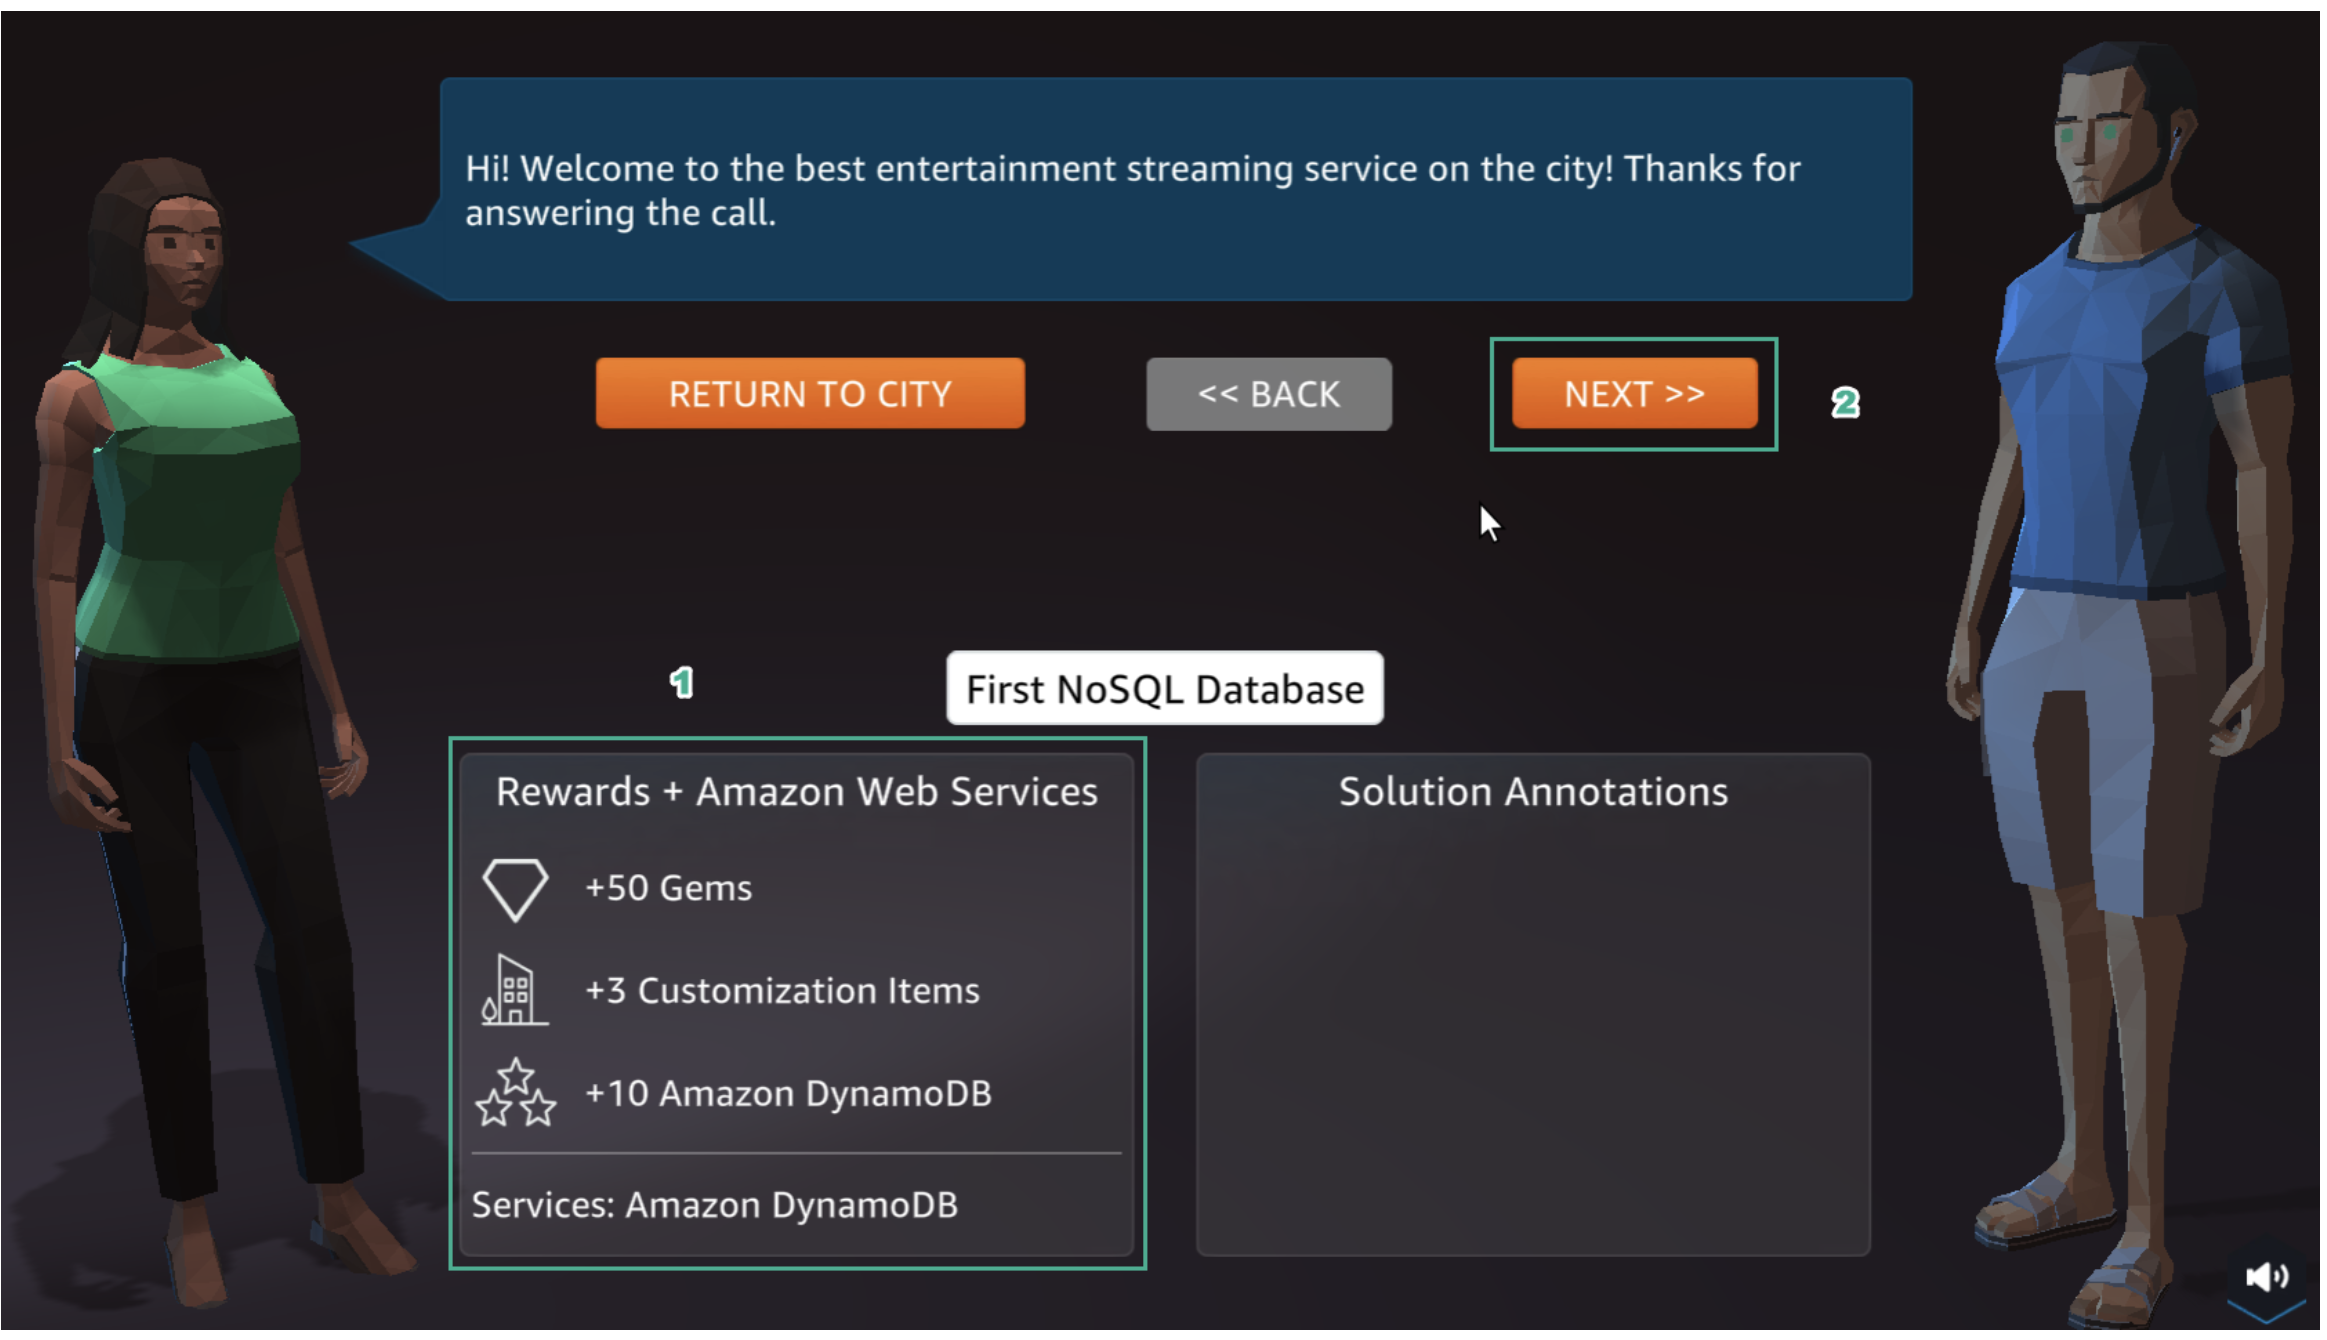 Hi! Welcome to the best entertainment streaming service on the city! Thanks for
answering the call.
RETURN TO CITY
<< BACK
NEXT >>
2
1
First NoSQL Database
Rewards + Amazon Web Services
+50 Gems
+3 Customization Items
+10 Amazon DynamoDB
Services: Amazon DynamoDB
Solution Annotations